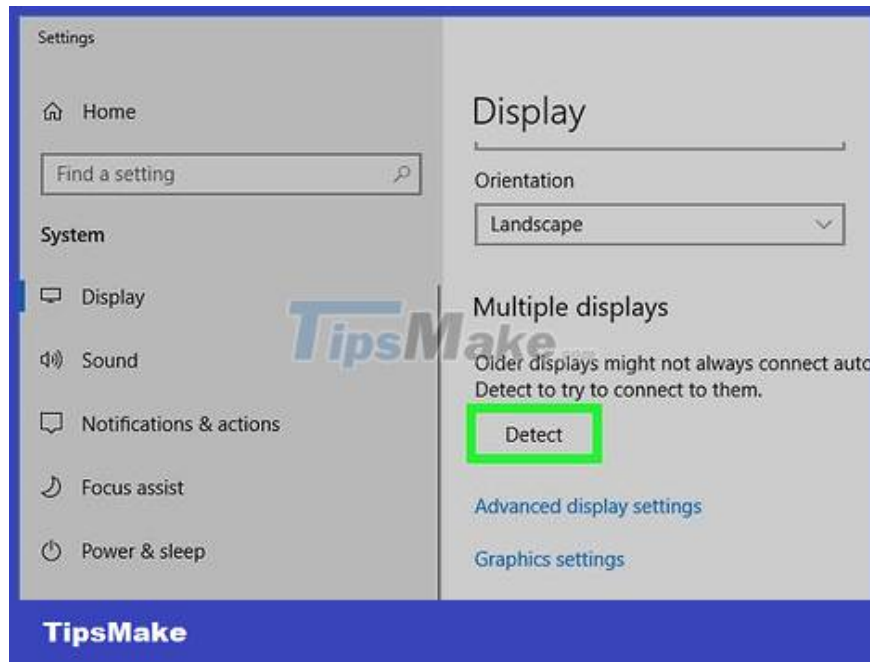 Settings
Home
Find a setting
System
Display
Sound
Notifications & actions
Focus assist
Power & sleep
Display
Orientation
Landscape
Multiple displays
Older displays might not always connect auto
Detect to try to connect to them.
Detect
Advanced display settings
Graphics settings
TipsMake
TipsMake